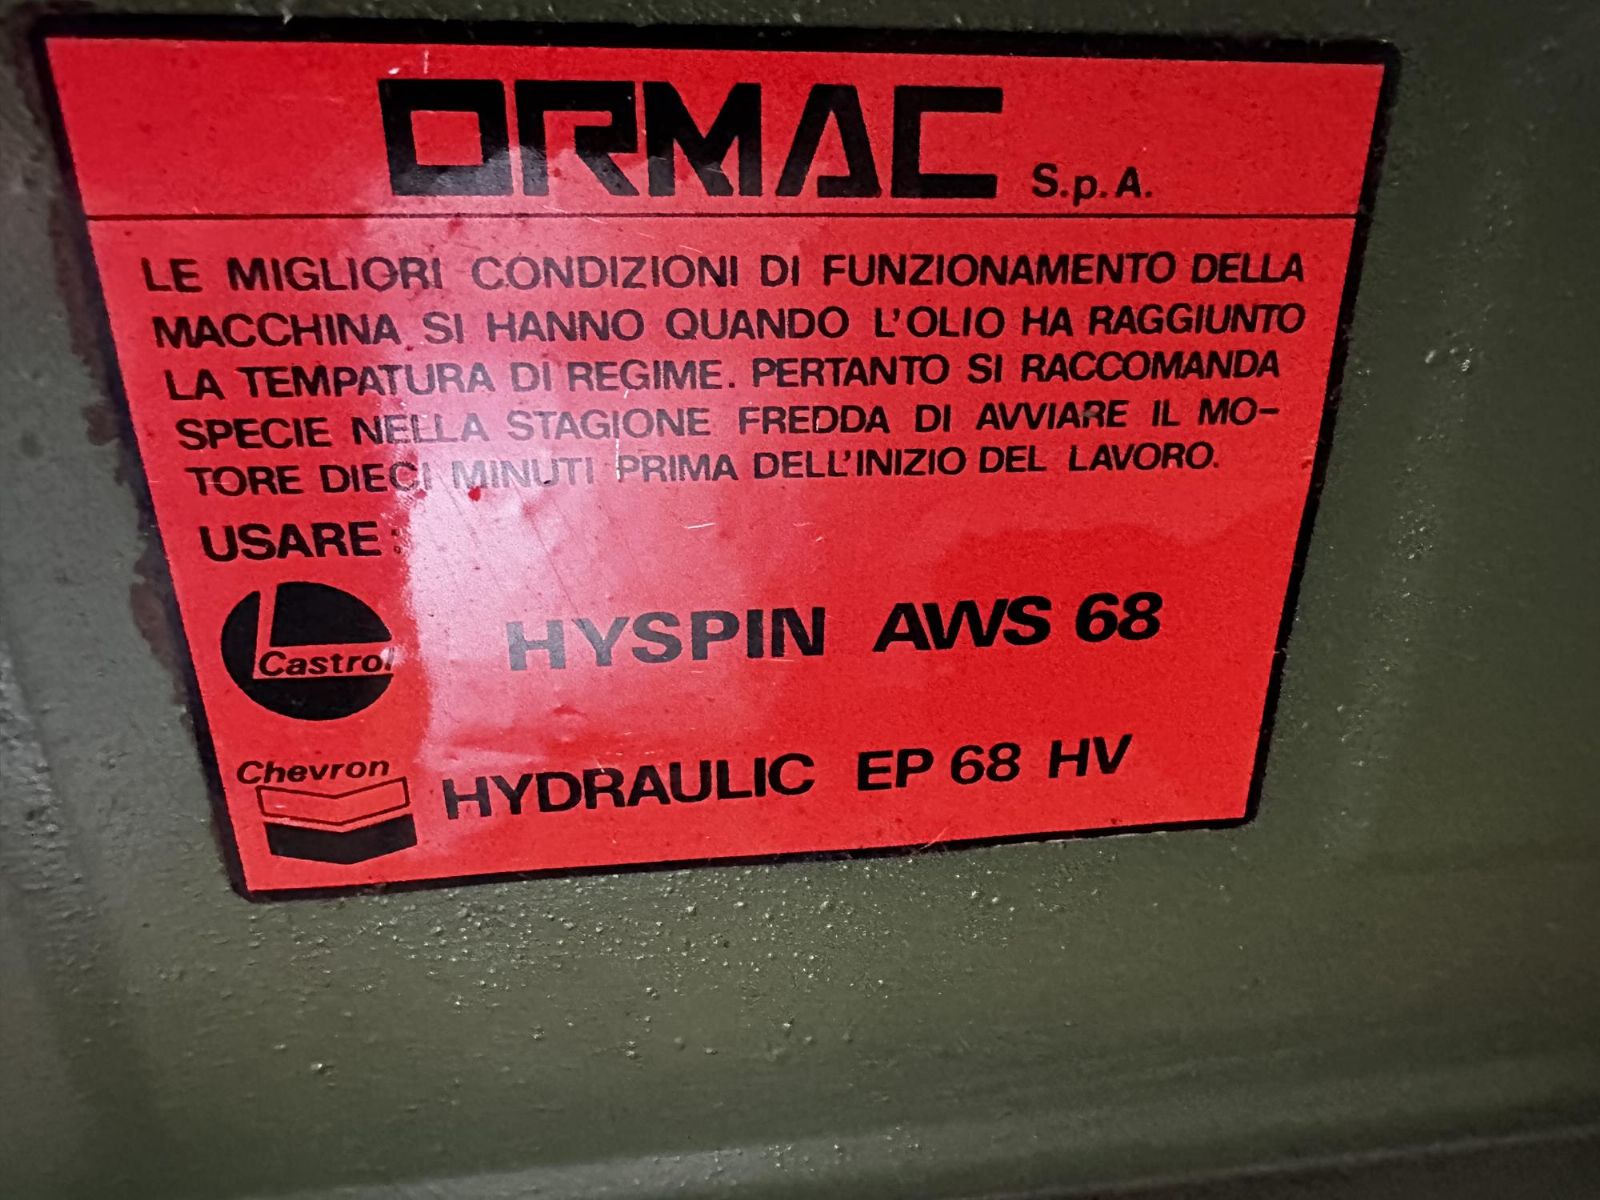 ORMAC S.p.A.
LE MIGLIORI CONDIZIONI DI FUNZIONAMENTO DELLA
MACCHINA SI HANNO QUANDO L'OLIO HA RAGGIUNTO
LA TEMPATURA DI REGIME. PERTANTO SI RACCOMANDA
SPECIE NELLA STAGIONE FREDDA DI AVVIARE IL MO-
TORE DIECI MINUTI PRIMA DELL'INIZIO DEL LAVORO.
USARE:
Castrol HYSPIN AWS 68
Chevron HYDRAULIC EP 68 HV